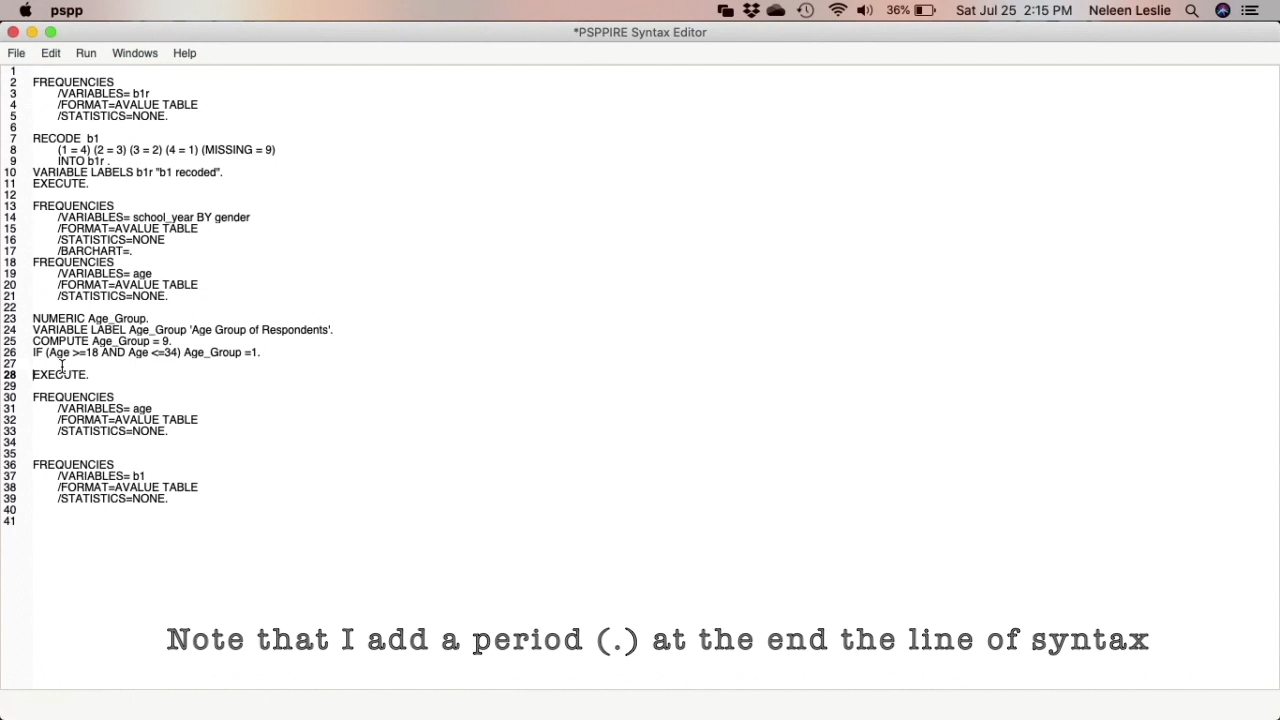 pspp
36%
Sat Jul 25 2:15 PM
Neleen Leslie
*PSPPIRE Syntax Editor
File Edit Run Windows Help
1
2 FREQUENCIES
3 /VARIABLES= b1r
4 /FORMAT=AVALUE TABLE
5 /STATISTICS=NONE.
6
7 RECODE b1
8 (1 = 4) (2 = 3) (3 = 2) (4 = 1) (MISSING = 9)
9 INTO b1r .
10 VARIABLE LABELS b1r "b1 recoded".
11 EXECUTE.
12
13 FREQUENCIES
14 /VARIABLES= school_year BY gender
15 /FORMAT=AVALUE TABLE
16 /STATISTICS=NONE
17 /BARCHART=.
18 FREQUENCIES
19 /VARIABLES= age
20 /FORMAT=AVALUE TABLE
21 /STATISTICS=NONE.
22
23 NUMERIC Age_Group.
24 VARIABLE LABEL Age_Group 'Age Group of Respondents'.
25 COMPUTE Age_Group = 9.
26 IF (Age >=18 AND Age <=34) Age_Group =1.
27
28 EXECUTE.
29
30 FREQUENCIES
31 /VARIABLES= age
32 /FORMAT=AVALUE TABLE
33 /STATISTICS=NONE.
34
35
36 FREQUENCIES
37 /VARIABLES= b1
38 /FORMAT=AVALUE TABLE
39 /STATISTICS=NONE.
40
41
Note that I add a period (.) at the end the line of syntax